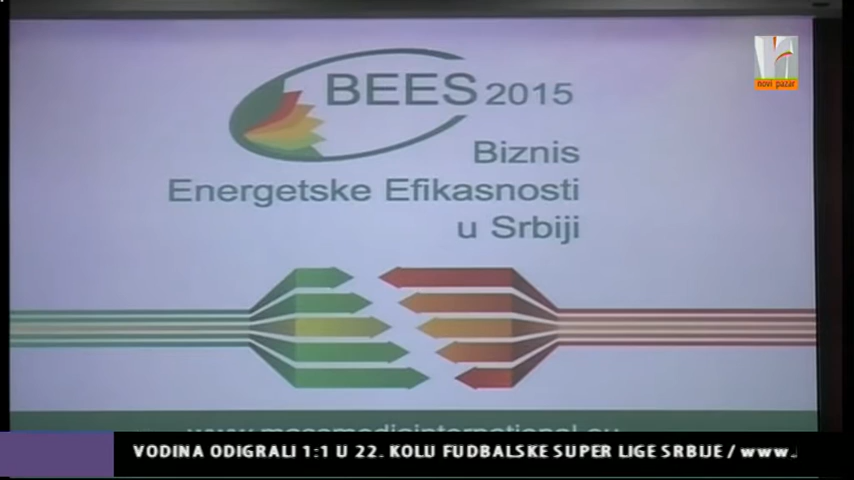 BEES 2015
novi pazar
Biznis
Energetske Efikasnosti
u Srbiji
VODINA ODIGRALI 1:1 U 22. KOLU FUDBALSKE SUPER LIGE SRBIJE / www.